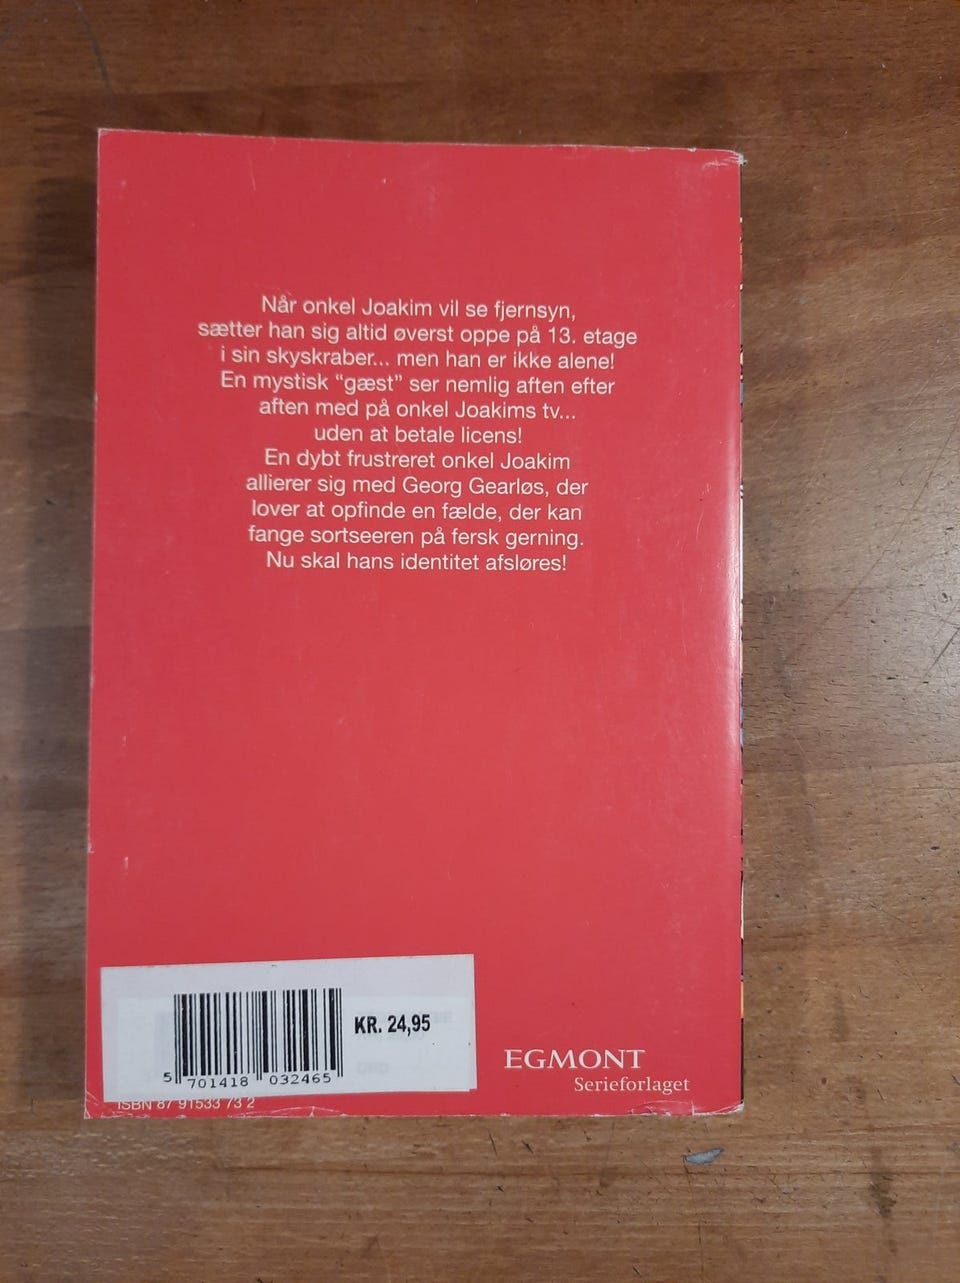 Når onkel Joakim vil se fjernsyn,
sætter han sig altid øverst oppe på 13. etage
i sin skyskraber... men han er ikke alene!
En mystisk “gæst” ser nemlig aften efter
aften med på onkel Joakims tv...
uden at betale licens!
En dybt frustreret onkel Joakim
allierer sig med Georg Gearløs, der
lover at opfinde en fælde, der kan
fange sortseeren på fersk gerning.
Nu skal hans identitet afsløres!
KR. 24,95
5 701418 032465
ISBN 87 91533 73 2
EGMONT
Serieforlaget